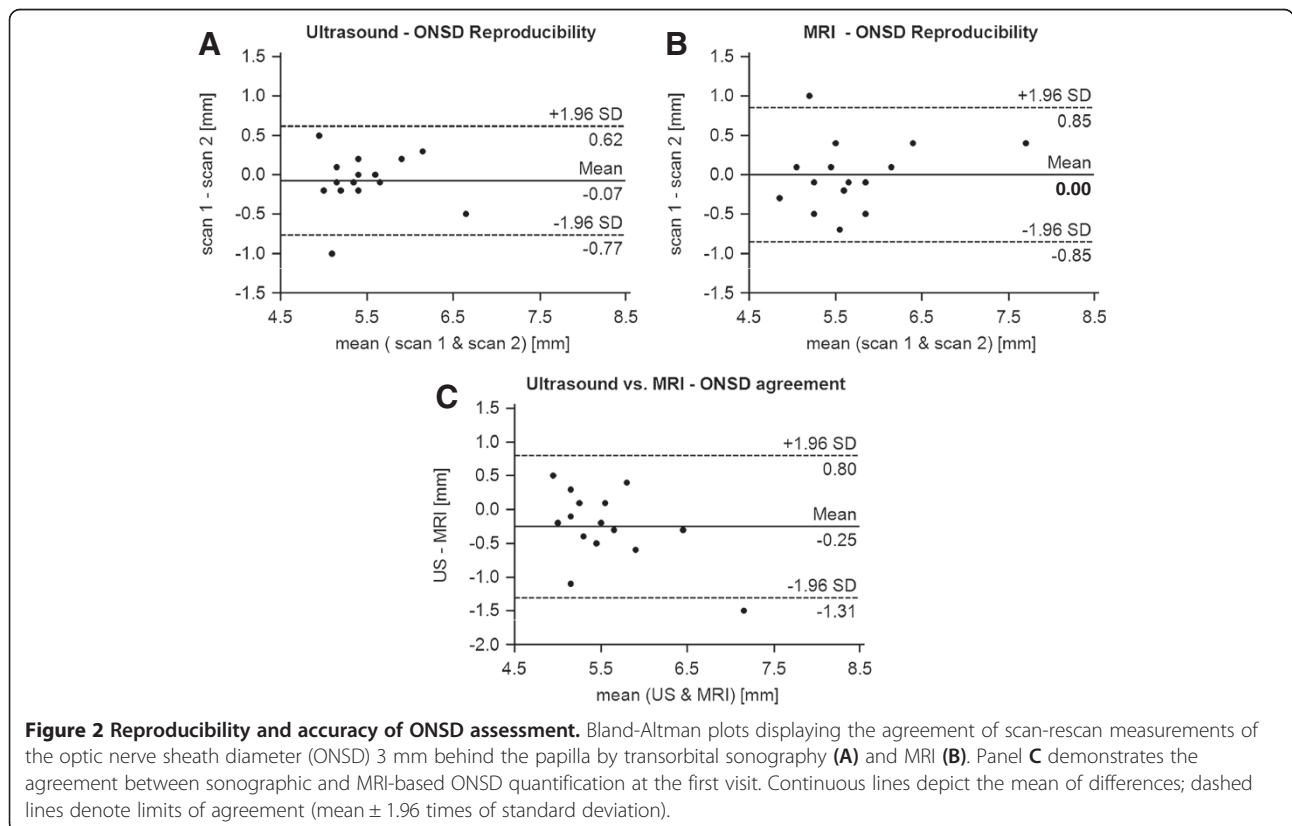 A
Ultrasound - ONSD Reproducibility
1.5
1.0
0.5
0.0
-0.5
-1.0
-1.5
scan 1 - scan 2 [mm]
+1.96 SD
0.62
Mean
-0.07
-1.96 SD
-0.77
4.5 5.5 6.5 7.5 8.5
mean ( scan 1 & scan 2) [mm]
B
MRI - ONSD Reproducibility
1.5
1.0
0.5
0.0
-0.5
-1.0
-1.5
scan 1 - scan 2 [mm]
+1.96 SD
0.85
Mean
0.00
-1.96 SD
-0.85
4.5 5.5 6.5 7.5 8.5
mean (scan 1 & scan 2) [mm]
C
Ultrasound vs. MRI - ONSD agreement
1.5
1.0
0.5
0.0
-0.5
-1.0
-1.5
-2.0
US - MRI [mm]
+1.96 SD
0.80
Mean
-0.25
-1.96 SD
-1.31
4.5 5.5 6.5 7.5 8.5
mean (US & MRI) [mm]
Figure 2 Reproducibility and accuracy of ONSD assessment. Bland-Altman plots displaying the agreement of scan-rescan measurements of
the optic nerve sheath diameter (ONSD) 3 mm behind the papilla by transorbital sonography (A) and MRI (B). Panel C demonstrates the
agreement between sonographic and MRI-based ONSD quantification at the first visit. Continuous lines depict the mean of differences; dashed
lines denote limits of agreement (mean ± 1.96 times of standard deviation).